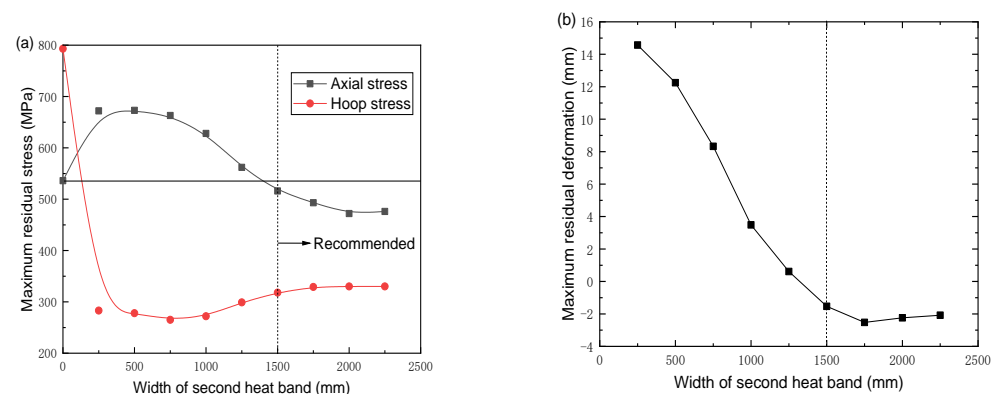 (a)
Maximum residual stress (MPa)
800
700
600
500
400
300
200
Axial stress
Hoop stress
Recommended
0 500 1000 1500 2000 2500
Width of second heat band (mm)
(b)
Maximum residual deformation (mm)
16
14
12
10
8
6
4
2
0
-2
-4
0 500 1000 1500 2000 2500
Width of second heat band (mm)